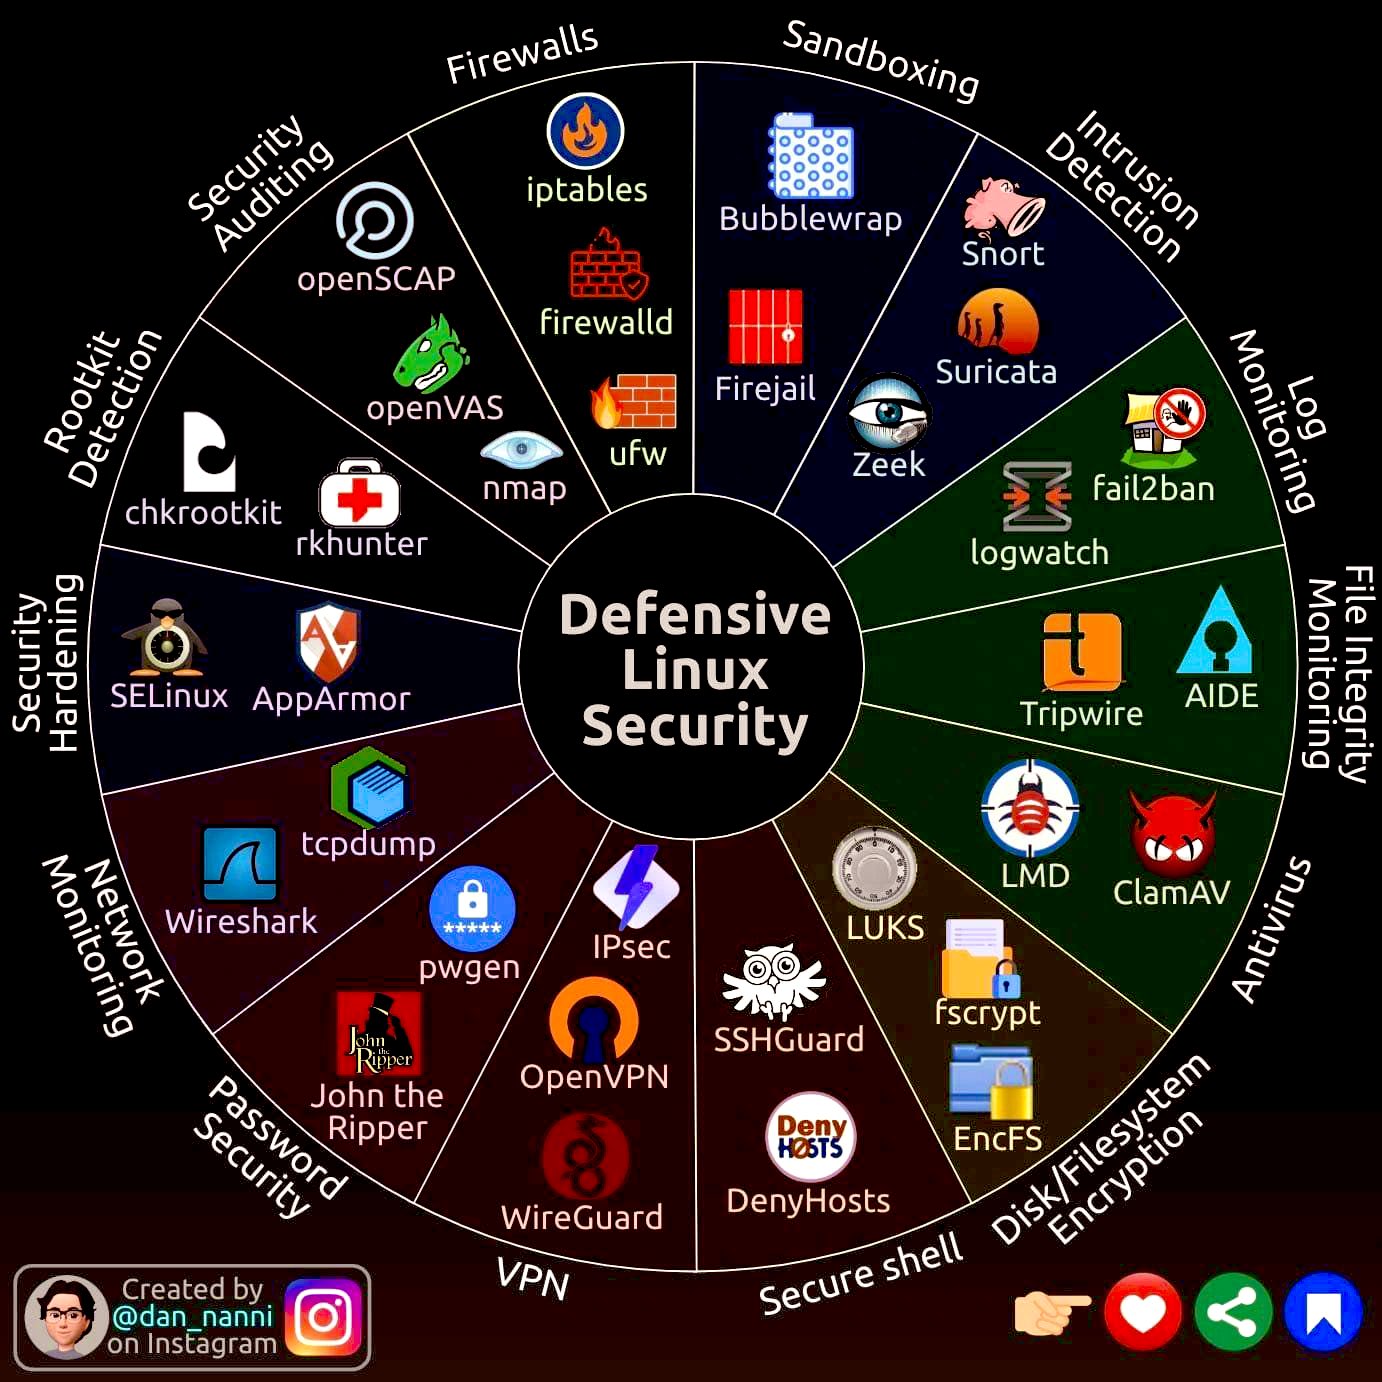 Defensive
Linux
Security
Firewalls
iptables
firewalld
ufw
Sandboxing
Bubblewrap
Firejail
Intrusion
Detection
Snort
Suricata
Zeek
Log
Monitoring
fail2ban
logwatch
File Integrity
Monitoring
Tripwire
AIDE
Antivirus
LMD
ClamAV
Disk/Filesystem
Encryption
LUKS
fscrypt
EncFS
Secure shell
SSHGuard
Deny
HOSTS
DenyHosts
VPN
IPsec
OpenVPN
WireGuard
Password
Security
*****
pwgen
John
the
Ripper
John the
Ripper
Network
Monitoring
tcpdump
Wireshark
Security
Hardening
SELinux
AppArmor
Rootkit
Detection
chkrootkit
rkhunter
Security
Auditing
openSCAP
openVAS
nmap
Created by
@dan_nanni
on Instagram